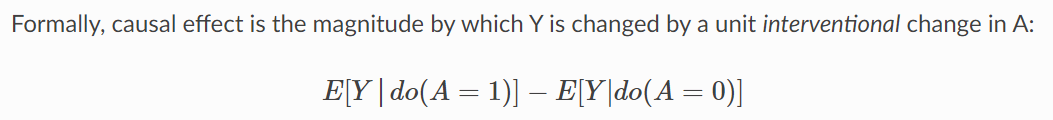 Formally, causal effect is the magnitude by which Y is changed by a unit interventional change in A:
E[Y | do(A = 1)] − E[Y|do(A = 0)]